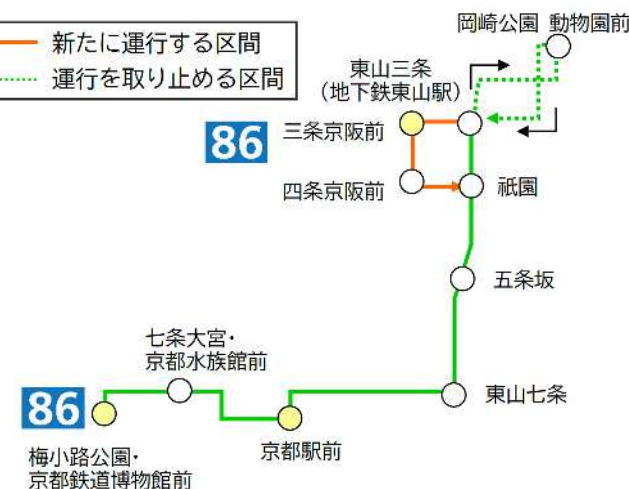 新たに運行する区間
運行を取り止める区間
岡崎公園 動物園前
東山三条
(地下鉄東山駅)
86
三条京阪前
四条京阪前
祇園
五条坂
七条大宮・
京都水族館前
東山七条
86
京都駅前
梅小路公園・
京都鉄道博物館前